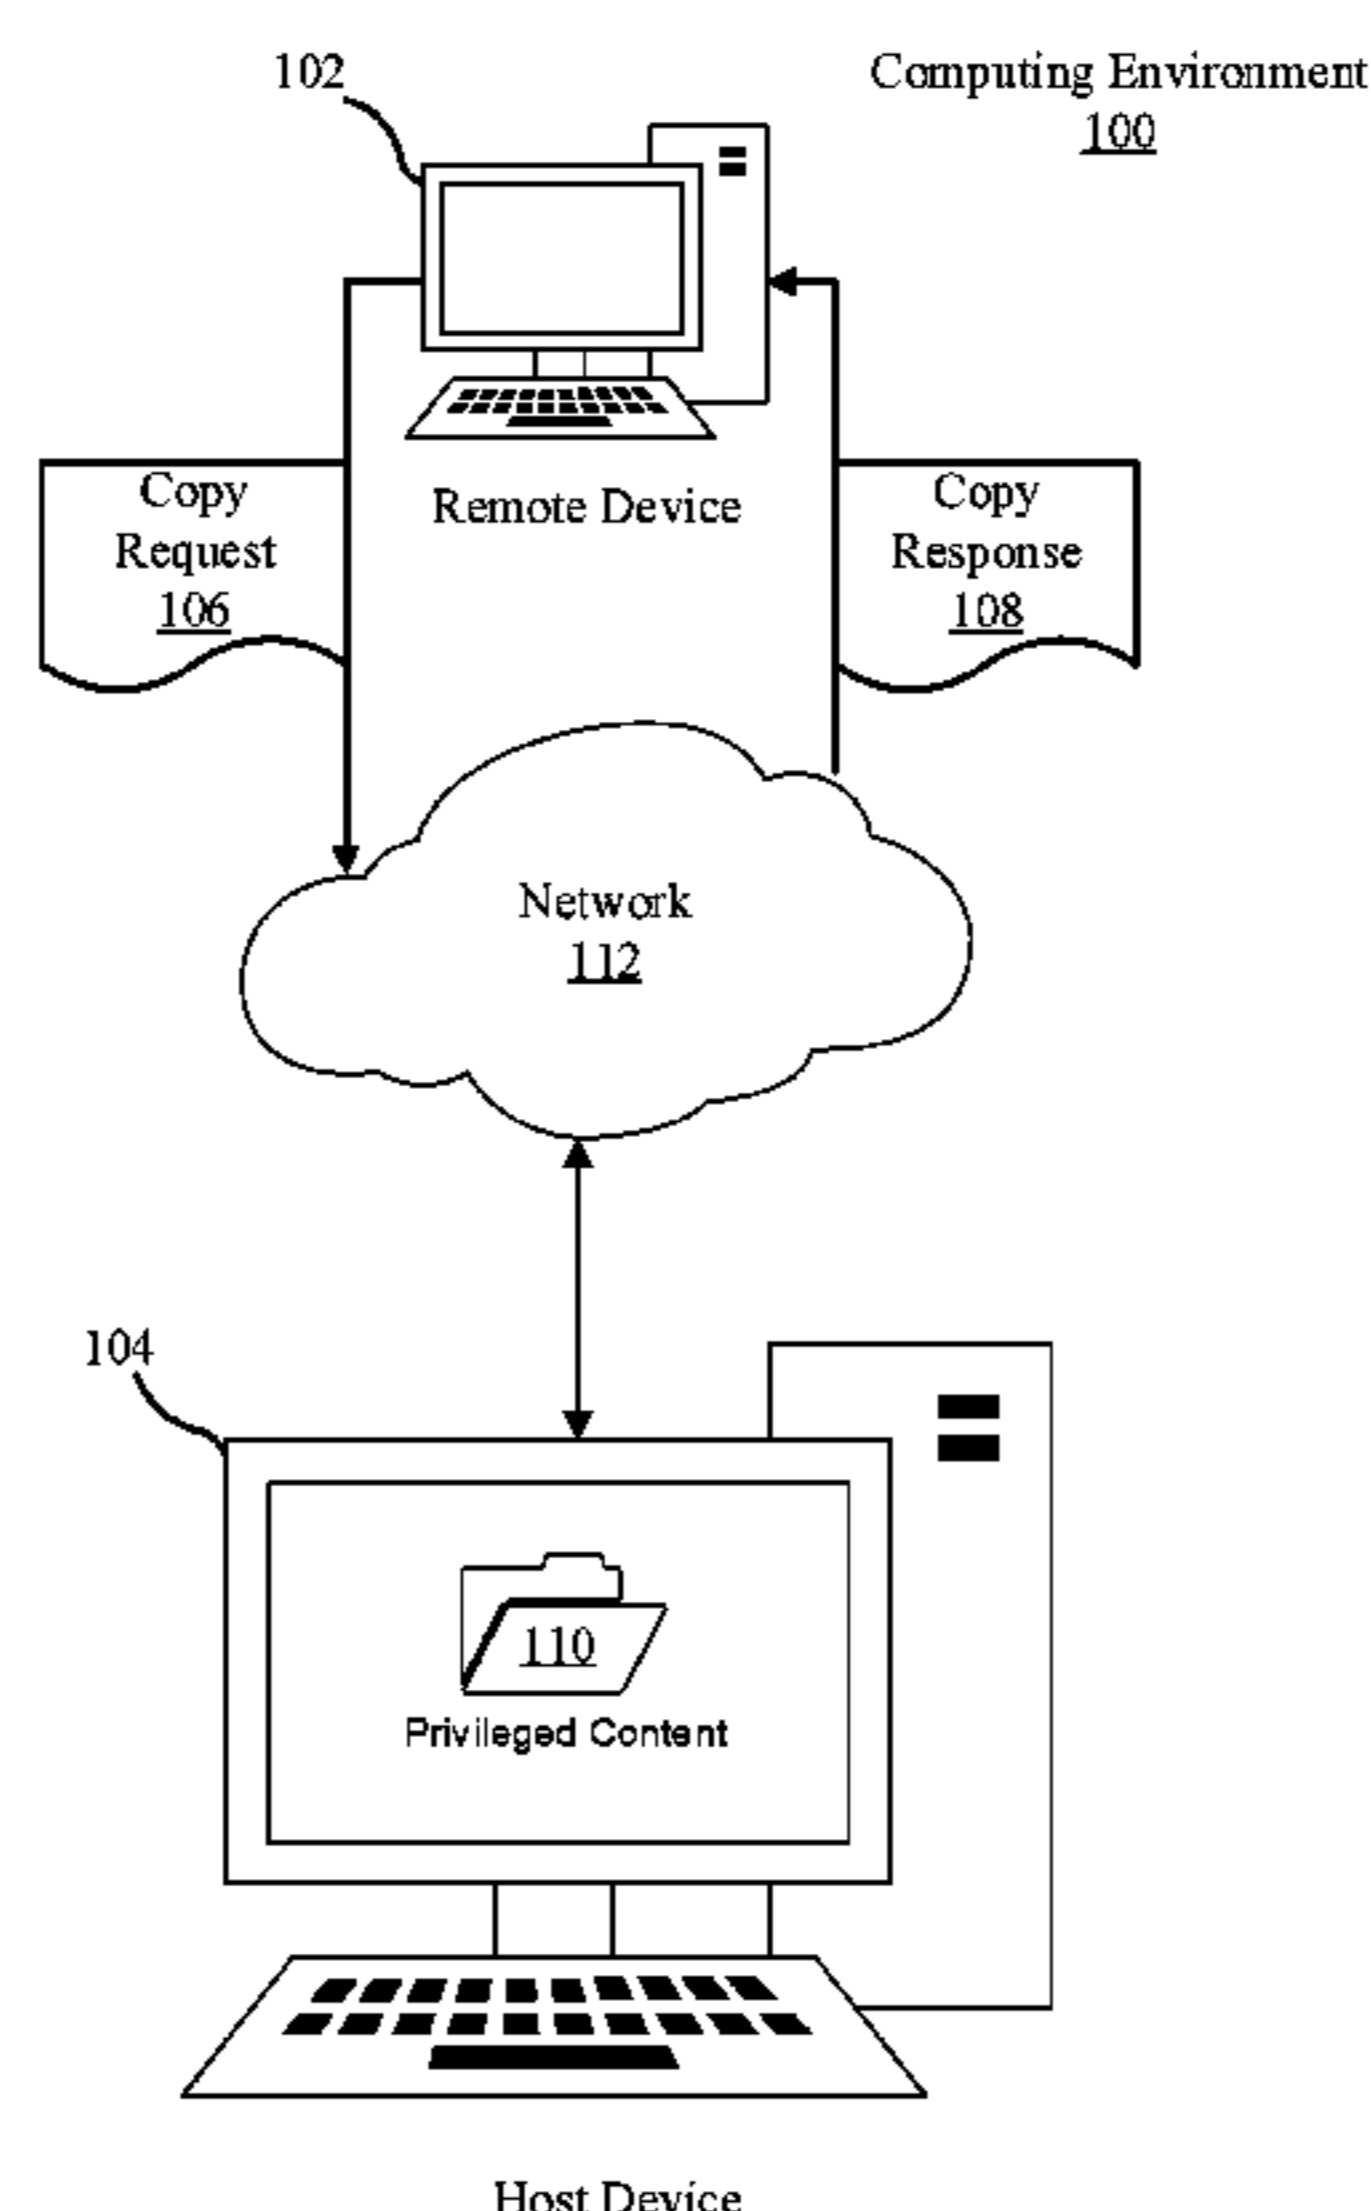 102
Computing Environment
100
Copy
Request
106
Remote Device
Copy
Response
108
Network
112
104
110
Privileged Content
Host Device